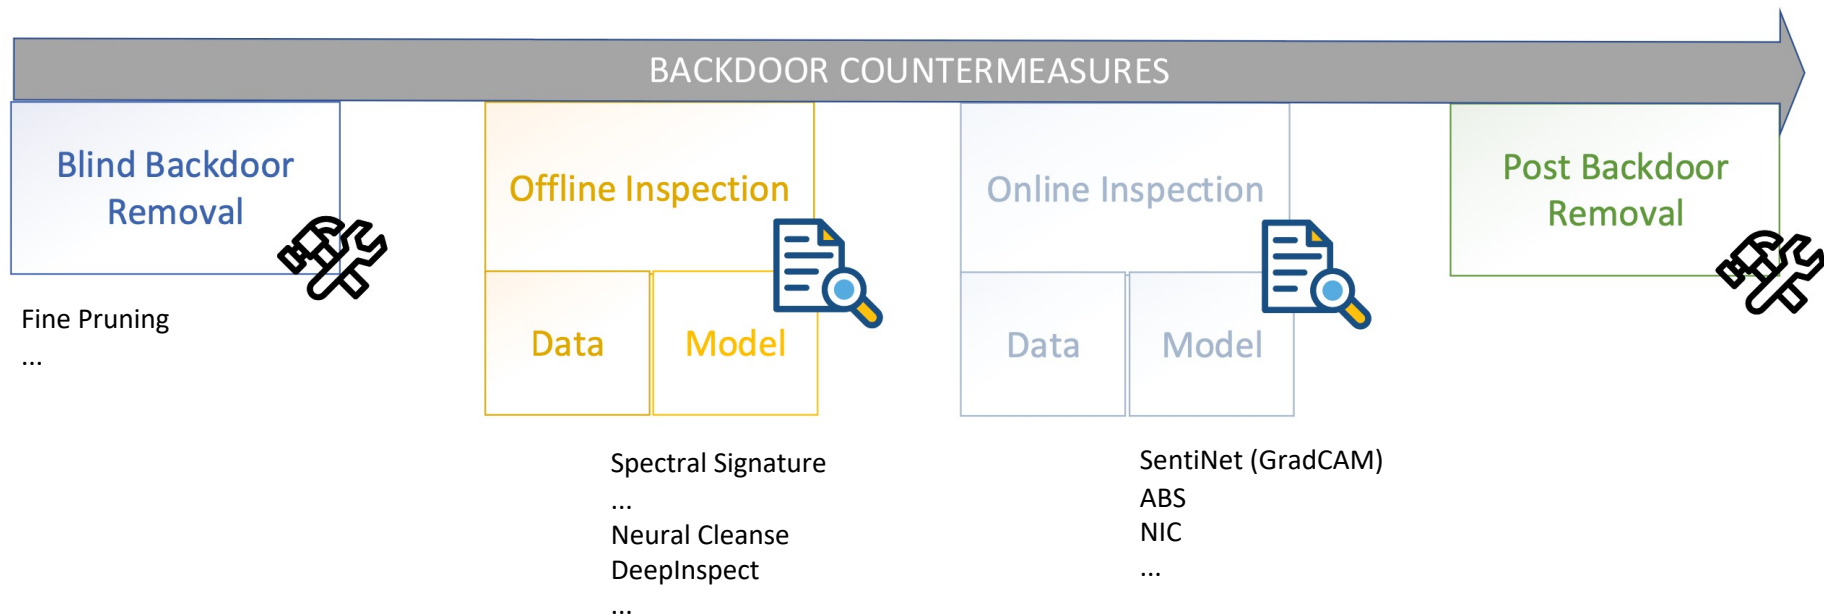 BACKDOOR COUNTERMEASURES
Blind Backdoor
Removal
Fine Pruning
...
Offline Inspection
Data
Model
Spectral Signature
...
Neural Cleanse
DeepInspect
...
Online Inspection
Data
Model
SentiNet (GradCAM)
ABS
NIC
...
Post Backdoor
Removal